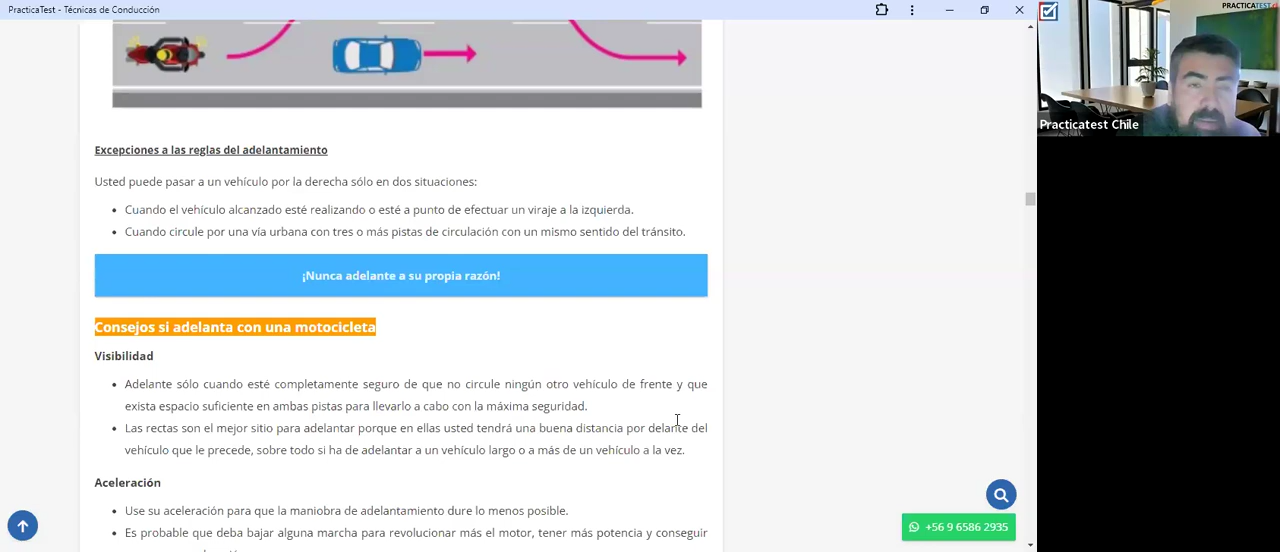 PracticaTest - Técnicas de Conducción
PRACTICATEST
Practicatest Chile
Excepciones a las reglas del adelantamiento
Usted puede pasar a un vehículo por la derecha sólo en dos situaciones:
• Cuando el vehículo alcanzado esté realizando o esté a punto de efectuar un viraje a la izquierda.
• Cuando circule por una vía urbana con tres o más pistas de circulación con un mismo sentido del tránsito.
¡Nunca adelante a su propia razón!
Consejos si adelanta con una motocicleta
Visibilidad
• Adelante sólo cuando esté completamente seguro de que no circule ningún otro vehículo de frente y que
exista espacio suficiente en ambas pistas para llevarlo a cabo con la máxima seguridad.
• Las rectas son el mejor sitio para adelantar porque en ellas usted tendrá una buena distancia por delante del
vehículo que le precede, sobre todo si ha de adelantar a un vehículo largo o a más de un vehículo a la vez.
Aceleración
• Use su aceleración para que la maniobra de adelantamiento dure lo menos posible.
• Es probable que deba bajar alguna marcha para revolucionar más el motor, tener más potencia y conseguir
+56 9 6586 2935